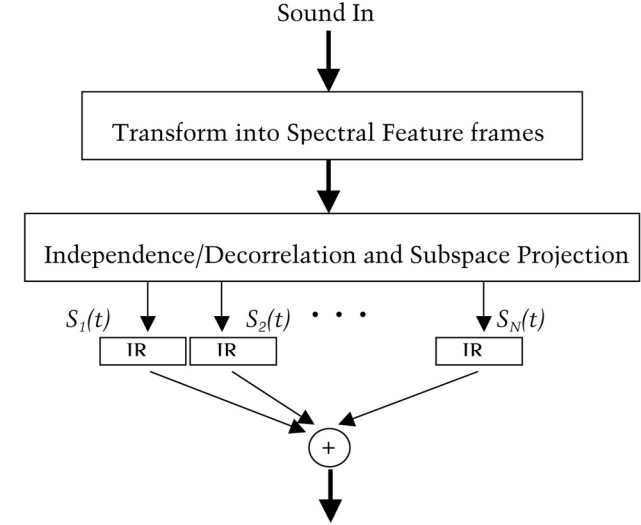 Sound In
Transform into Spectral Feature frames
Independence/Decorrelation and Subspace Projection
S1(t) S2(t) · · · SN(t)
IR IR IR
+